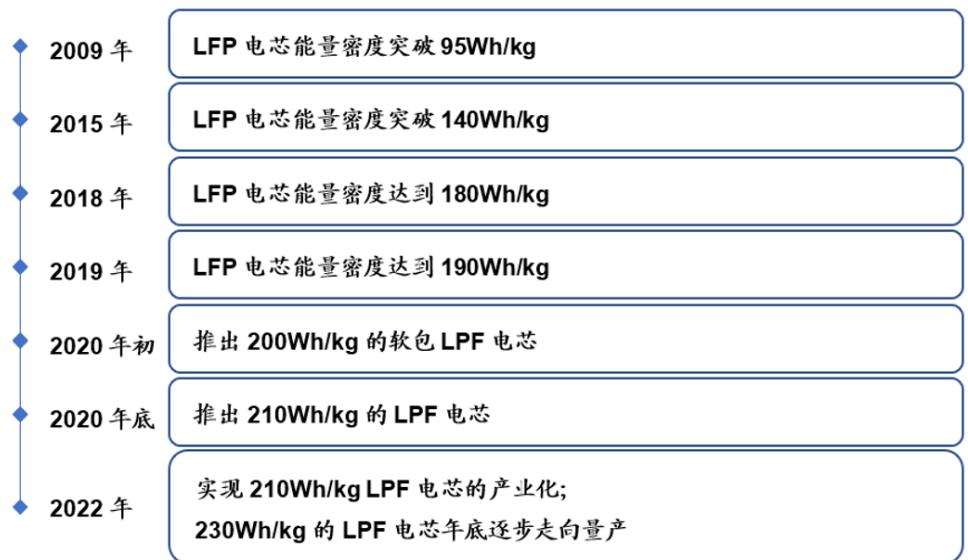 2009 年
LFP 电芯能量密度突破 95Wh/kg
2015 年
LFP 电芯能量密度突破 140Wh/kg
2018 年
LFP 电芯能量密度达到 180Wh/kg
2019 年
LFP 电芯能量密度达到 190Wh/kg
2020 年初
推出 200Wh/kg 的软包 LPF 电芯
2020 年底
推出 210Wh/kg 的 LPF 电芯
2022 年
实现 210Wh/kg LPF 电芯的产业化;
230Wh/kg 的 LPF 电芯年底逐步走向量产